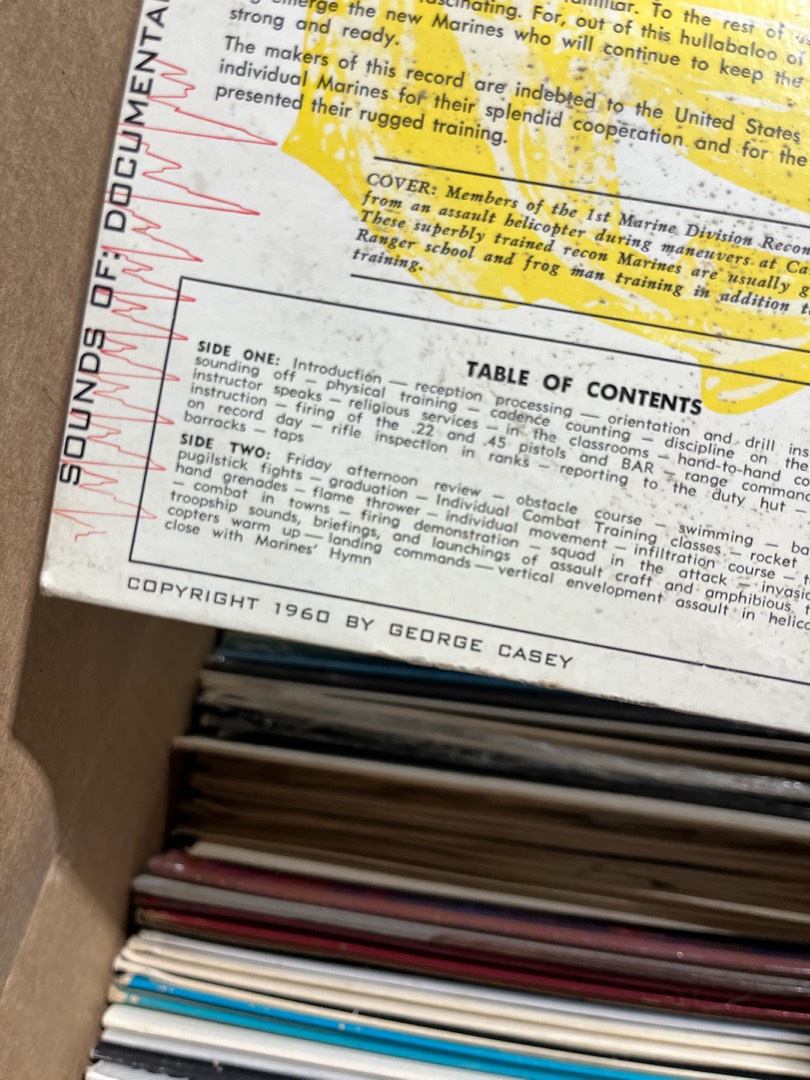 SOUNDS OF: DOCUMENTA
merge the new Marines who will continue to keep the
fascinating. For, out of this hullabaloo of
To the rest of
strong and ready.
The makers of this record are indebted to the United States
individual Marines for their splendid cooperation and for the
presented their rugged training.
COVER: Members of the 1st Marine Division Recon
from an assault helicopter during maneuvers at Ca
These superbly trained recon Marines are usually g
Ranger school and frog man training in addition t
training.
TABLE OF CONTENTS
SIDE ONE: Introduction — reception processing — orientation and drill ins
sounding off — physical training — cadence counting — discipline on the
instructor speaks — religious services — in the classrooms — hand-to-hand co
instruction — firing of the .22 and .45 pistols and BAR — range comman
on record day — rifle inspection in ranks — reporting to the duty hut —
barracks — taps
SIDE TWO: Friday afternoon review — obstacle course — swimming — ba
pugilstick fights — graduation — Individual Combat Training classes — rocket
hand grenades — flame thrower — individual movement — infiltration course — t
— combat in towns — firing demonstration — squad in the attack — invasio
troopship sounds, briefings, and launchings of assault craft and amphibious t
copters warm up — landing commands — vertical envelopment assault in helico
close with Marines' Hymn
COPYRIGHT 1960 BY GEORGE CASEY